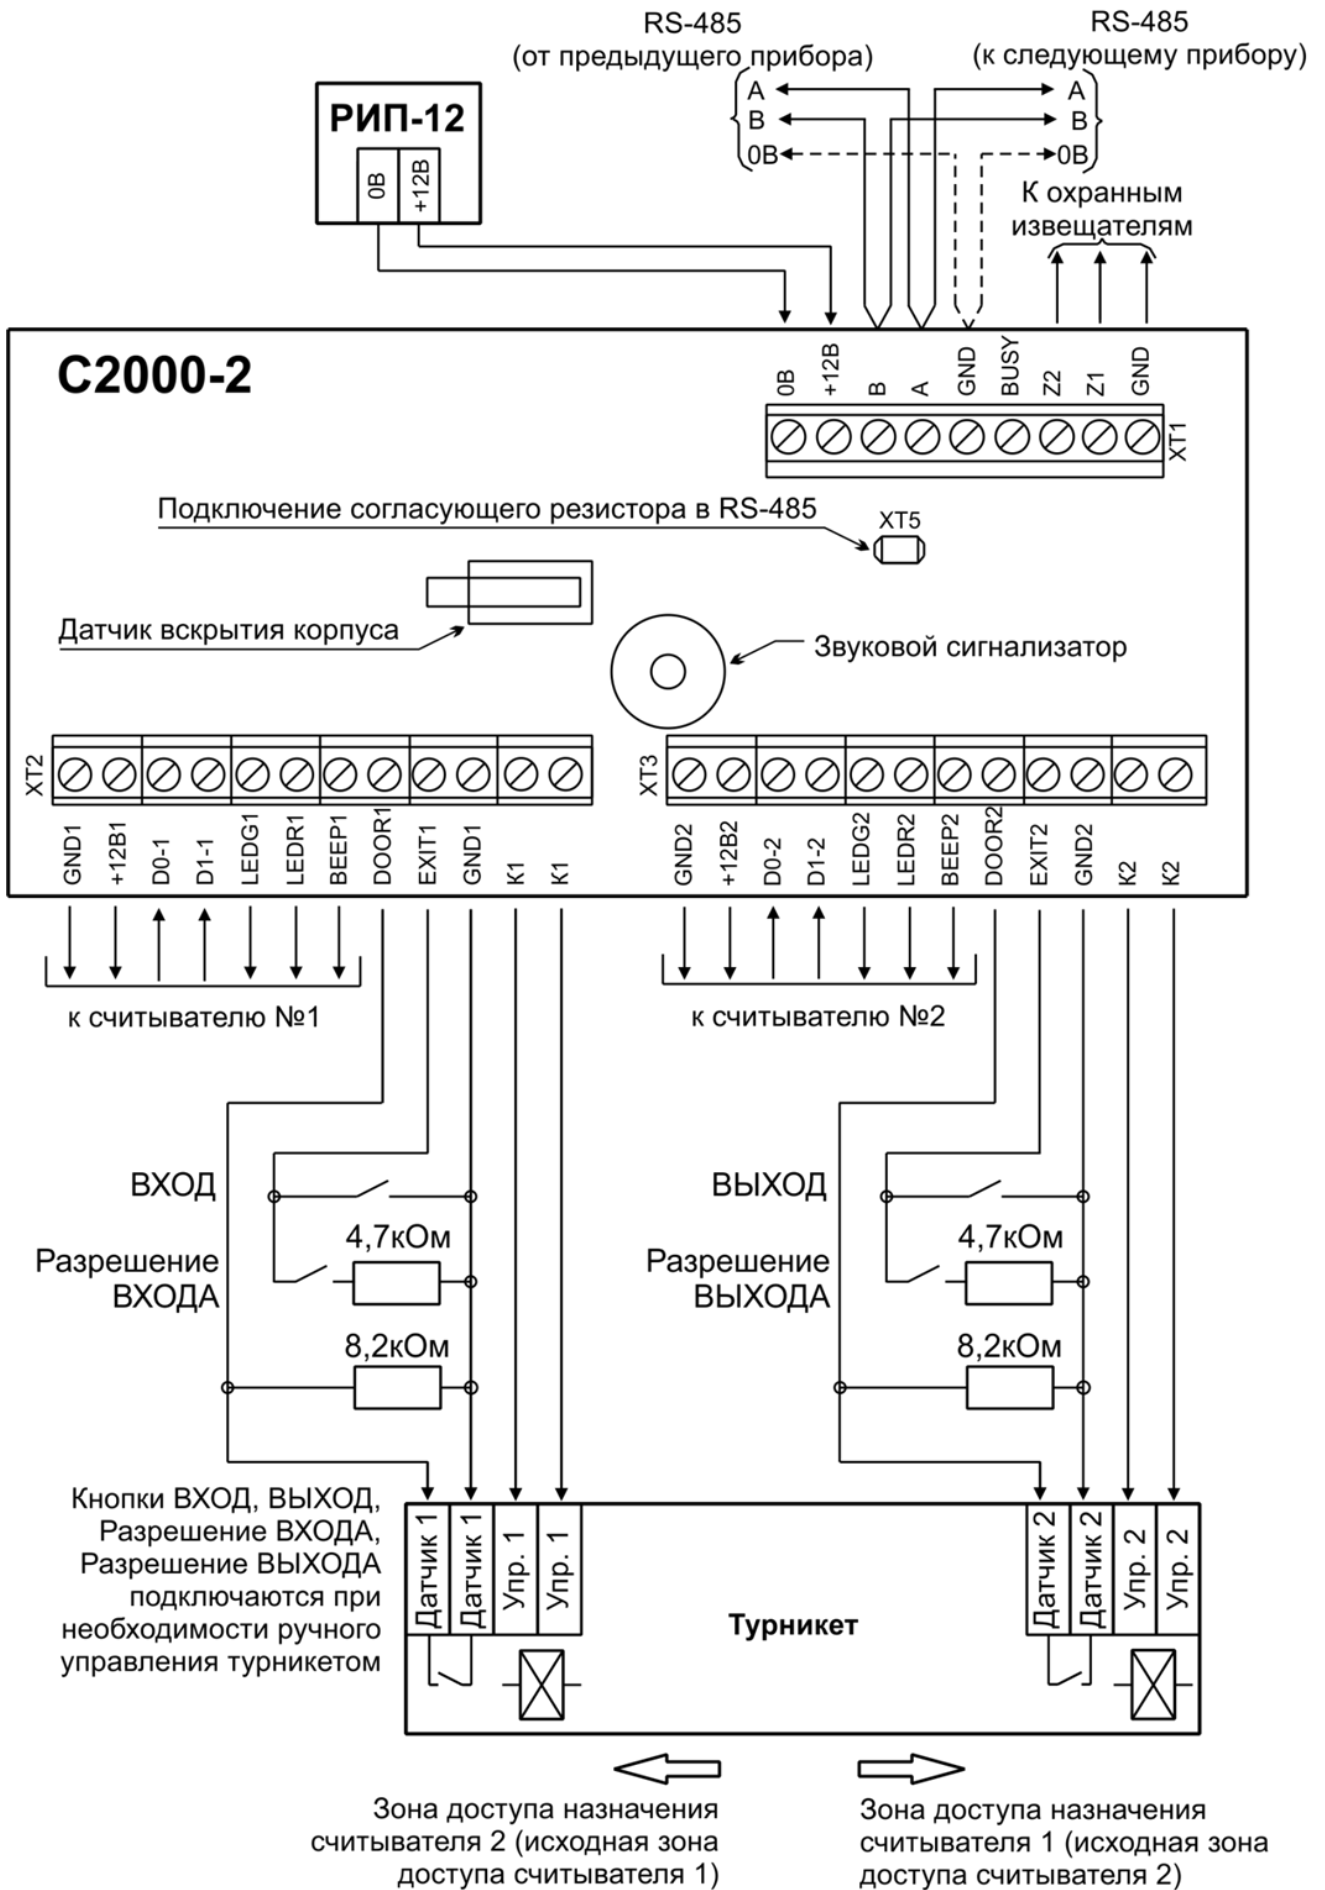 RS-485
(от предыдущего прибора)
RS-485
(к следующему прибору)
A
B
0В
A
B
0В
РИП-12
0В
+12В
К охранным
извещателям
С2000-2
0В
+12В
B
A
GND
BUSY
Z2
Z1
GND
XT1
Подключение согласующего резистора в RS-485
XT5
Датчик вскрытия корпуса
Звуковой сигнализатор
XT2
XT3
GND1
+12В1
D0-1
D1-1
LEDG1
LEDR1
BEEP1
DOOR1
EXIT1
GND1
К1
К1
GND2
+12В2
D0-2
D1-2
LEDG2
LEDR2
BEEP2
DOOR2
EXIT2
GND2
К2
К2
к считывателю №1
к считывателю №2
ВХОД
4,7кОм
Разрешение
ВХОДА
8,2кОм
ВЫХОД
4,7кОм
Разрешение
ВЫХОДА
8,2кОм
Кнопки ВХОД, ВЫХОД,
Разрешение ВХОДА,
Разрешение ВЫХОДА
подключаются при
необходимости ручного
управления турникетом
Датчик 1
Датчик 1
Упр. 1
Упр. 1
Турникет
Датчик 2
Датчик 2
Упр. 2
Упр. 2
Зона доступа назначения
считывателя 2 (исходная зона
доступа считывателя 1)
Зона доступа назначения
считывателя 1 (исходная зона
доступа считывателя 2)